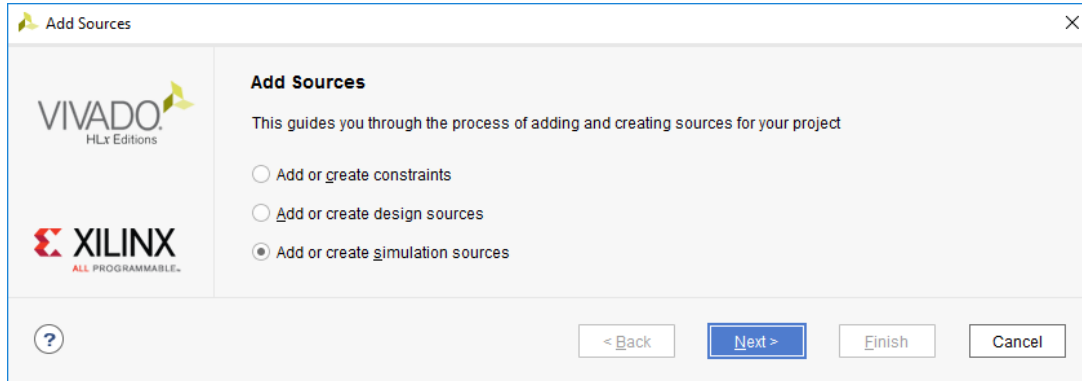 Add Sources
VIVADO.
HLx Editions
XILINX
ALL PROGRAMMABLE™
Add Sources
This guides you through the process of adding and creating sources for your project
Add or create constraints
Add or create design sources
Add or create simulation sources
?
< Back
Next >
Finish
Cancel